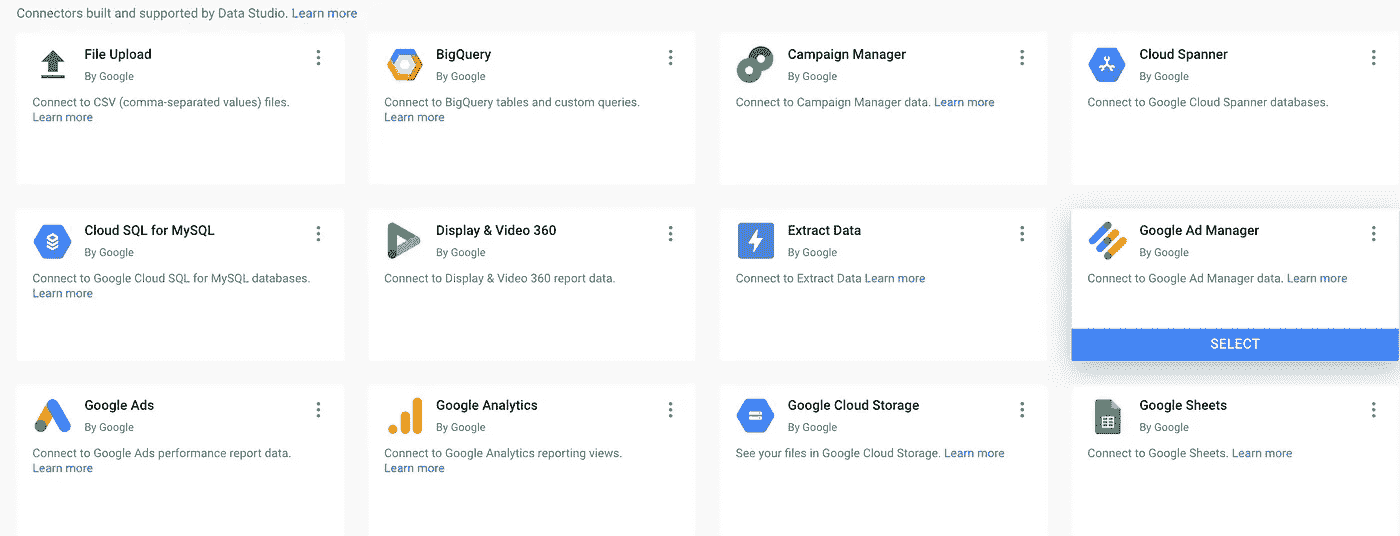 Connectors built and supported by Data Studio. Learn more
File Upload
By Google
Connect to CSV (comma-separated values) files.
Learn more
BigQuery
By Google
Connect to BigQuery tables and custom queries.
Learn more
Campaign Manager
By Google
Connect to Campaign Manager data. Learn more
Cloud Spanner
By Google
Connect to Google Cloud Spanner databases.
Cloud SQL for MySQL
By Google
Connect to Google Cloud SQL for MySQL databases.
Learn more
Display & Video 360
By Google
Connect to Display & Video 360 report data.
Extract Data
By Google
Connect to Extract Data Learn more
Google Ad Manager
By Google
Connect to Google Ad Manager data. Learn more
SELECT
Google Ads
By Google
Connect to Google Ads performance report data.
Learn more
Google Analytics
By Google
Connect to Google Analytics reporting views.
Learn more
Google Cloud Storage
By Google
See your files in Google Cloud Storage. Learn more
Google Sheets
By Google
Connect to Google Sheets. Learn more